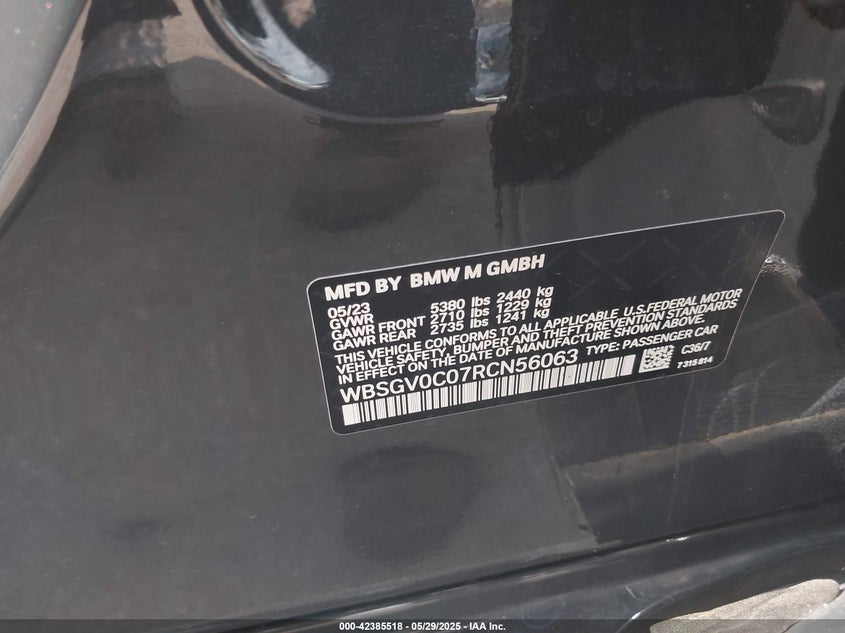 MFD BY BMW M GMBH
05/23
GVWR 5380 lbs 2440 kg
GAWR FRONT 2710 lbs 1229 kg
GAWR REAR 2735 lbs 1241 kg
THIS VEHICLE CONFORMS TO ALL APPLICABLE U.S.FEDERAL MOTOR
VEHICLE SAFETY, BUMPER AND THEFT PREVENTION STANDARDS
IN EFFECT ON THE DATE OF MANUFACTURE SHOWN ABOVE.
WBSGV0C07RCN56063 TYPE: PASSENGER CAR
C36/7
7315814
000-42385518 - 05/29/2025 - IAA Inc.